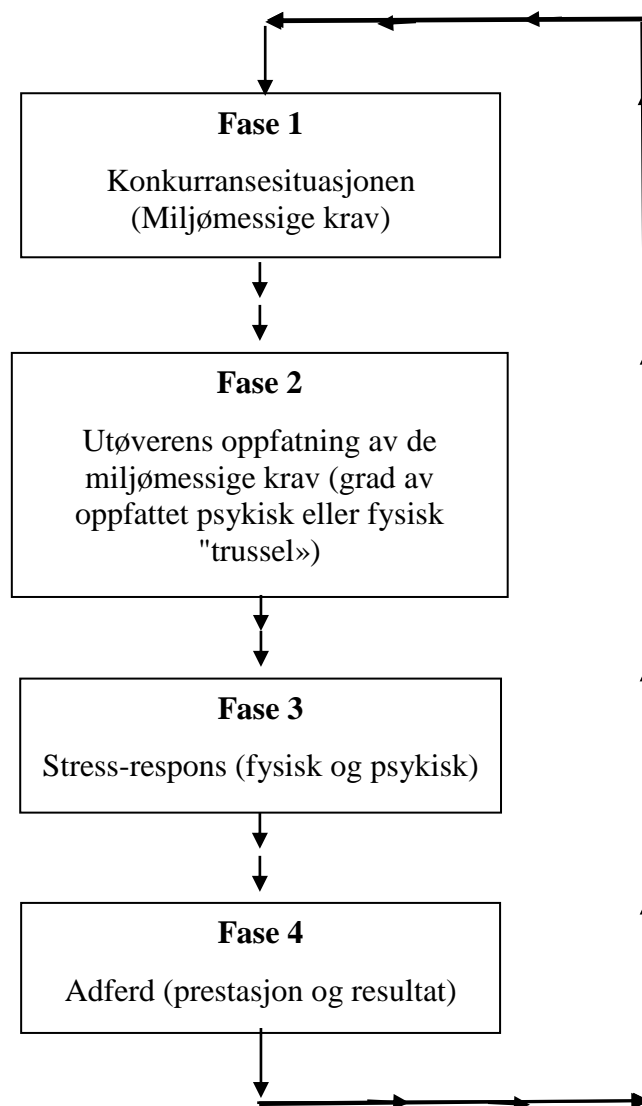 Fase 1
Konkurransesituasjonen
(Miljømessige krav)
Fase 2
Utøverens oppfatning av de
miljømessige krav (grad av
oppfattet psykisk eller fysisk
"trussel»)
Fase 3
Stress-respons (fysisk og psykisk)
Fase 4
Adferd (prestasjon og resultat)